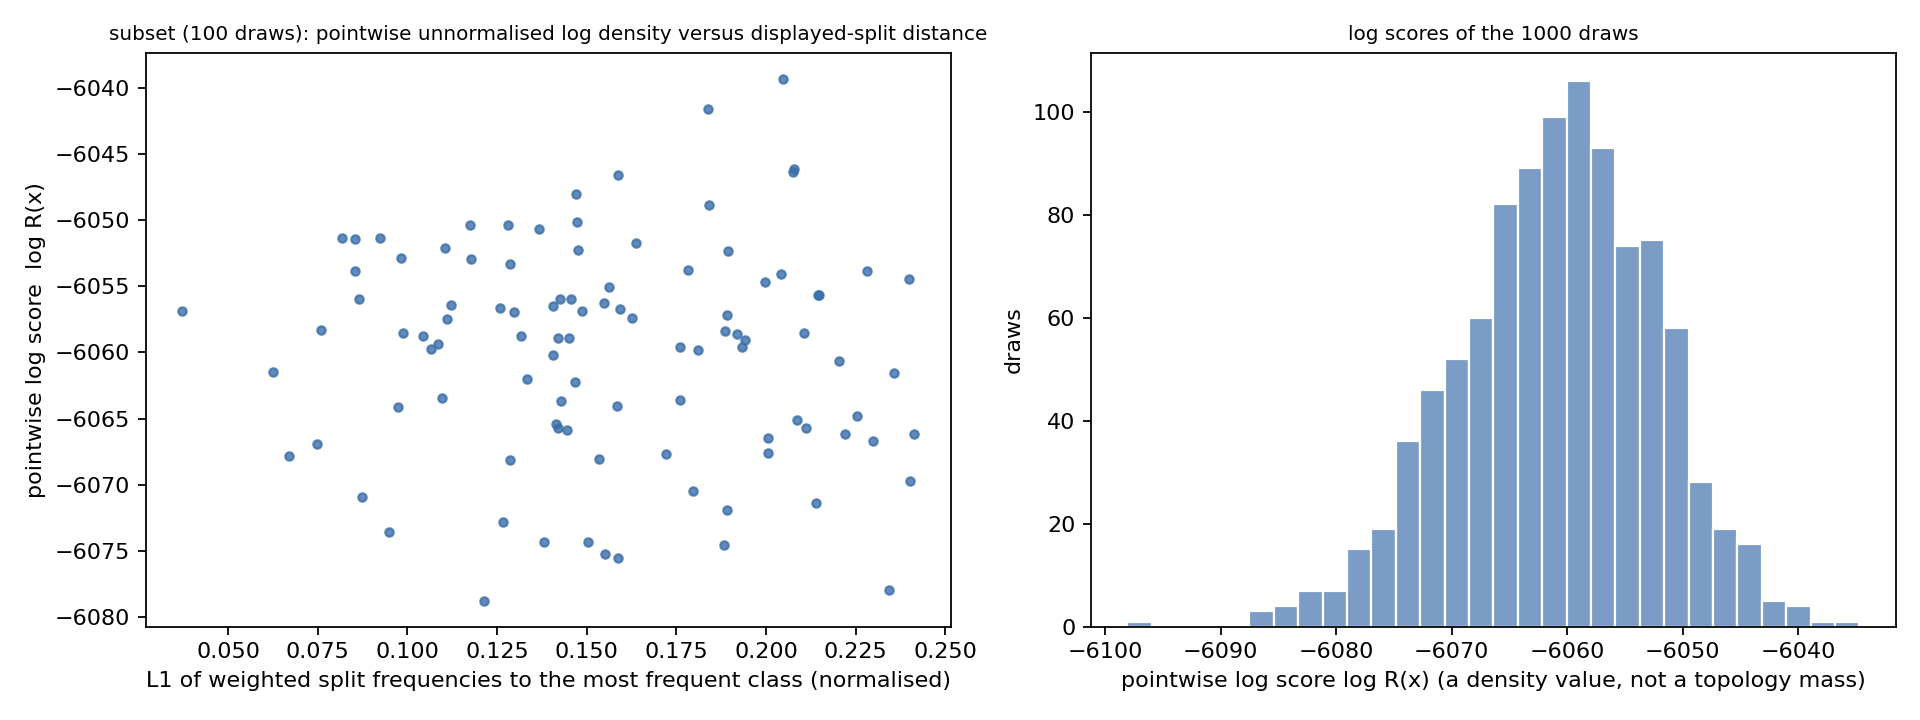 subset (100 draws): pointwise unnormalised log density versus displayed-split distance
pointwise log score  log R(x)
−6040
−6045
−6050
−6055
−6060
−6065
−6070
−6075
−6080
0.050 0.075 0.100 0.125 0.150 0.175 0.200 0.225 0.250
L1 of weighted split frequencies to the most frequent class (normalised)
log scores of the 1000 draws
draws
100
80
60
40
20
0
−6100 −6090 −6080 −6070 −6060 −6050 −6040
pointwise log score log R(x) (a density value, not a topology mass)